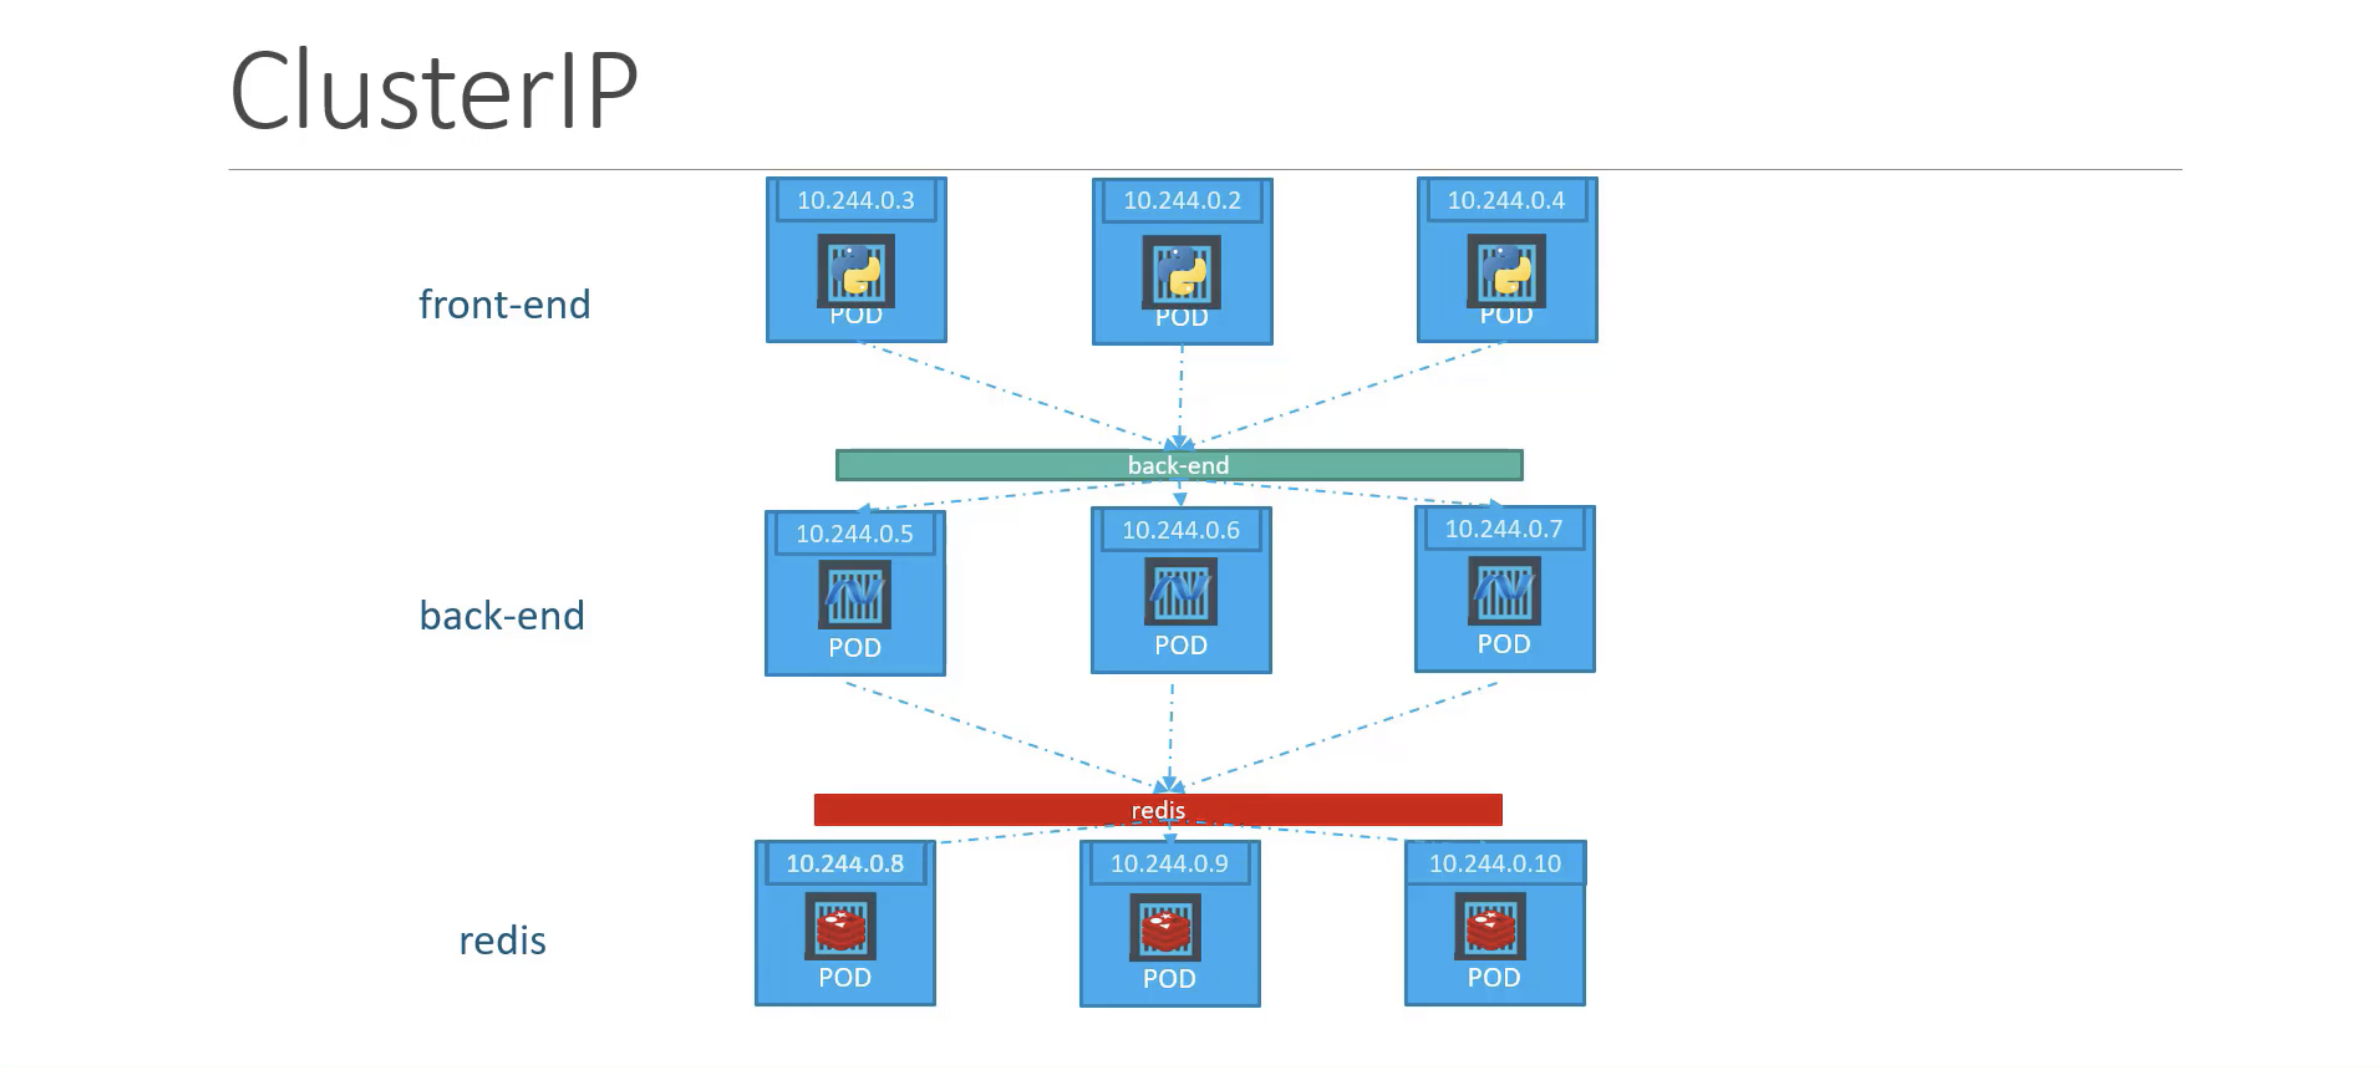 ClusterIP
10.244.0.3
10.244.0.2
10.244.0.4
front-end
POD
POD
POD
back-end
10.244.0.5
10.244.0.6
10.244.0.7
back-end
POD
POD
POD
redis
10.244.0.8
10.244.0.9
10.244.0.10
redis
POD
POD
POD